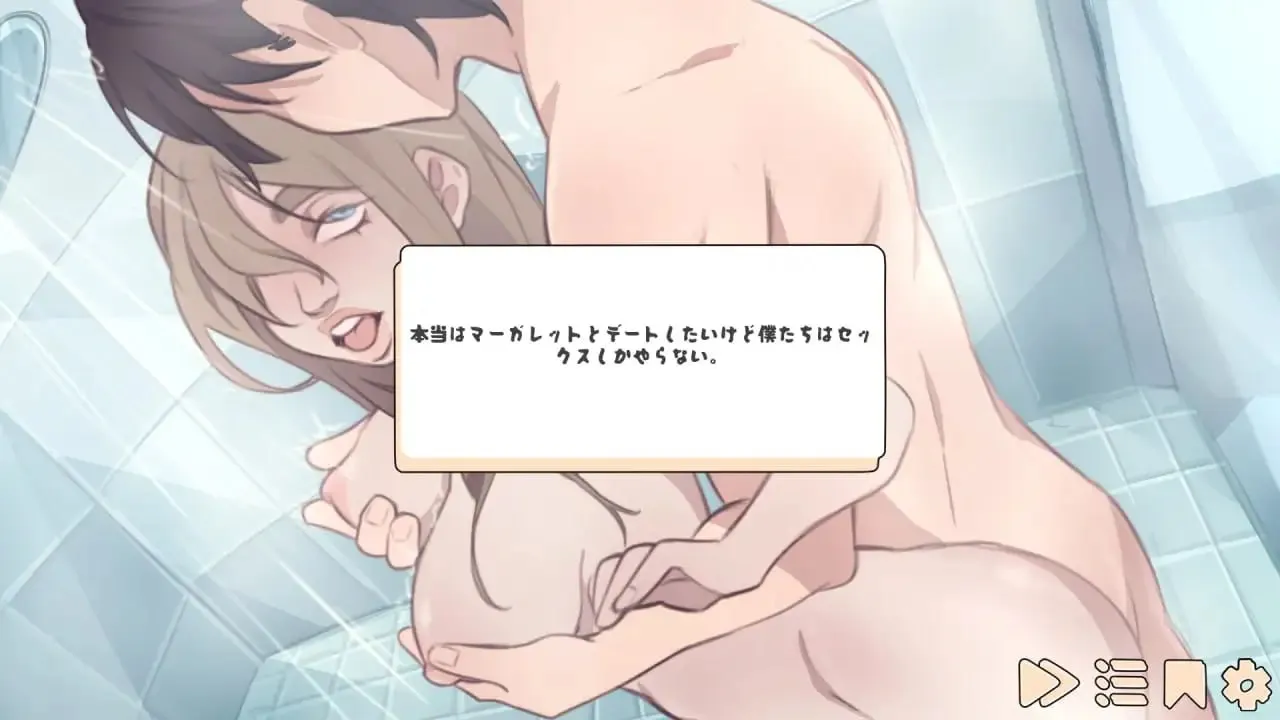 本当はマーガレットとデートしたいけど僕たちはセッ
クスしかやらない。